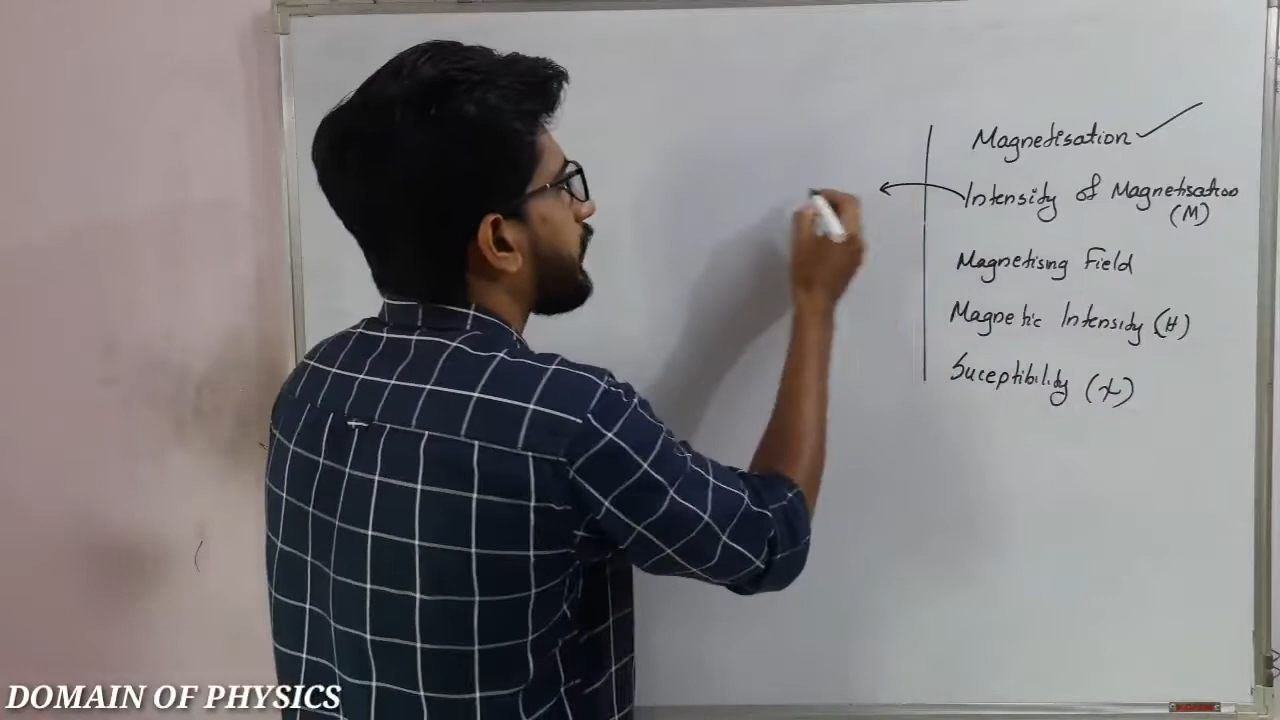 Magnetisation
Intensity of Magnetisation
(M)
Magnetising Field
Magnetic Intensity (H)
Suceptibility (χ)
DOMAIN OF PHYSICS